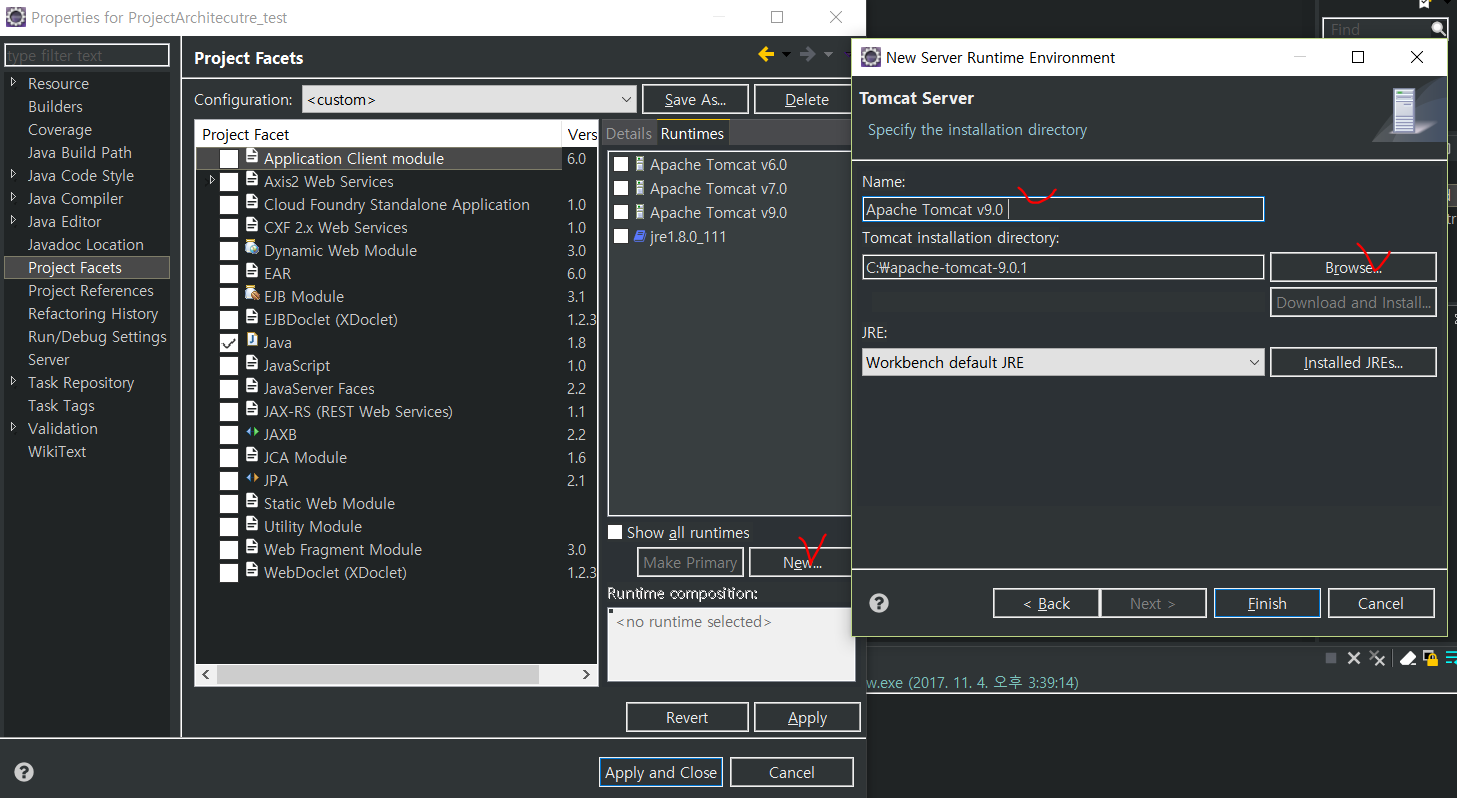 Properties for ProjectArchitecutre_test
type filter text
Resource
Builders
Coverage
Java Build Path
Java Code Style
Java Compiler
Java Editor
Javadoc Location
Project Facets
Project References
Refactoring History
Run/Debug Settings
Server
Task Repository
Task Tags
Validation
WikiText
Project Facets
Configuration: <custom> Save As... Delete
Project Facet Vers
Application Client module 6.0
Axis2 Web Services
Cloud Foundry Standalone Application 1.0
CXF 2.x Web Services 1.0
Dynamic Web Module 3.0
EAR 6.0
EJB Module 3.1
EJBDoclet (XDoclet) 1.2.3
Java 1.8
JavaScript 1.0
JavaServer Faces 2.2
JAX-RS (REST Web Services) 1.1
JAXB 2.2
JCA Module 1.6
JPA 2.1
Static Web Module
Utility Module
Web Fragment Module 3.0
WebDoclet (XDoclet) 1.2.3
Details Runtimes
Apache Tomcat v6.0
Apache Tomcat v7.0
Apache Tomcat v9.0
jre1.8.0_111
Show all runtimes
Make Primary New...
Runtime composition:
<no runtime selected>
Revert Apply
Apply and Close Cancel
Find
New Server Runtime Environment
Tomcat Server
Specify the installation directory
Name:
Apache Tomcat v9.0
Tomcat installation directory:
C:₩apache-tomcat-9.0.1 Browse...
Download and Install...
JRE:
Workbench default JRE Installed JREs...
< Back Next > Finish Cancel
w.exe (2017. 11. 4. 오후 3:39:14)